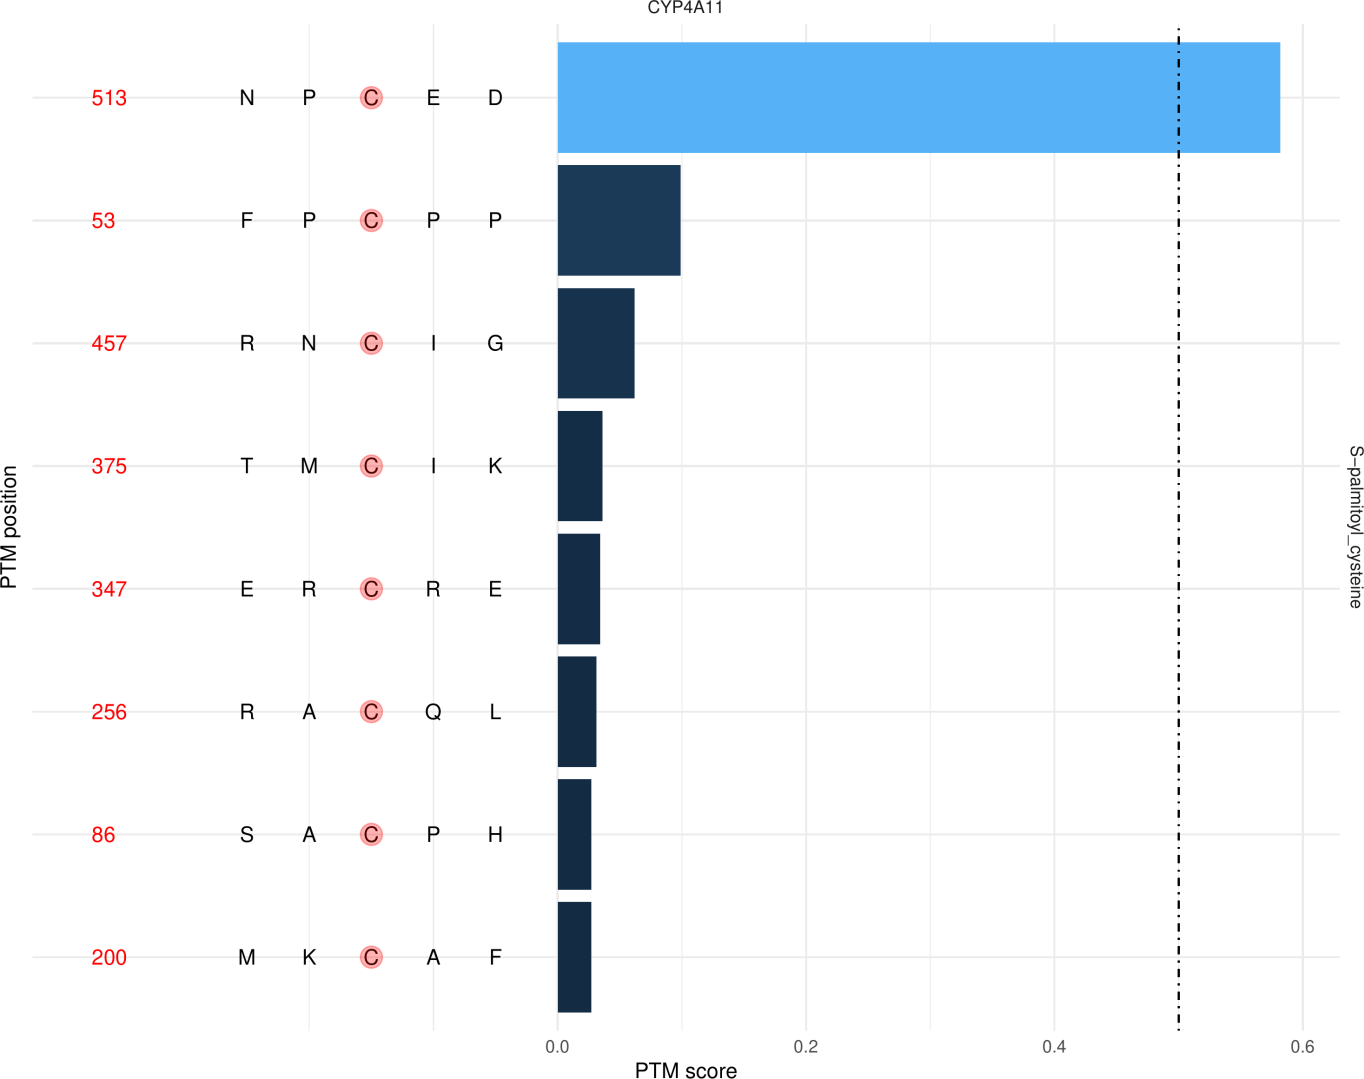 CYP4A11
513 N P C E D
53 F P C P P
457 R N C I G
375 T M C I K
347 E R C R E
256 R A C Q L
86 S A C P H
200 M K C A F
PTM position
S-palmitoyl_cysteine
0.0 0.2 0.4 0.6
PTM score